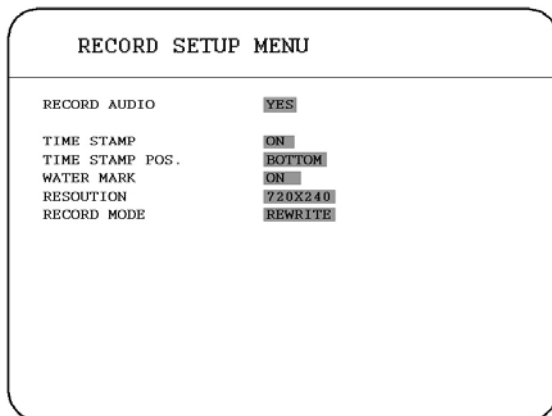 RECORD SETUP MENU
RECORD AUDIO YES
TIME STAMP ON
TIME STAMP POS. BOTTOM
WATER MARK ON
RESOUTION 720X240
RECORD MODE REWRITE